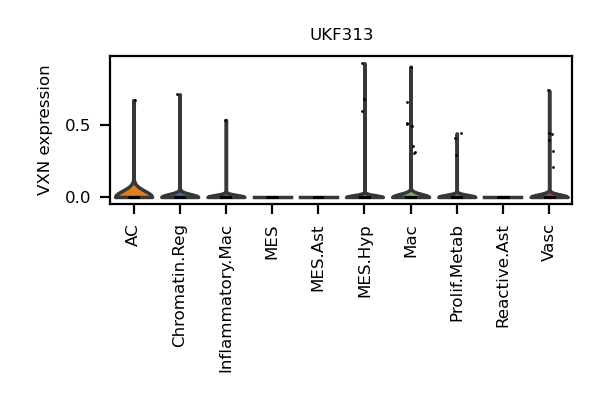 UKF313
VXN expression
0.5
0.0
AC
Chromatin.Reg
Inflammatory.Mac
MES
MES.Ast
MES.Hyp
Mac
Prolif.Metab
Reactive.Ast
Vasc